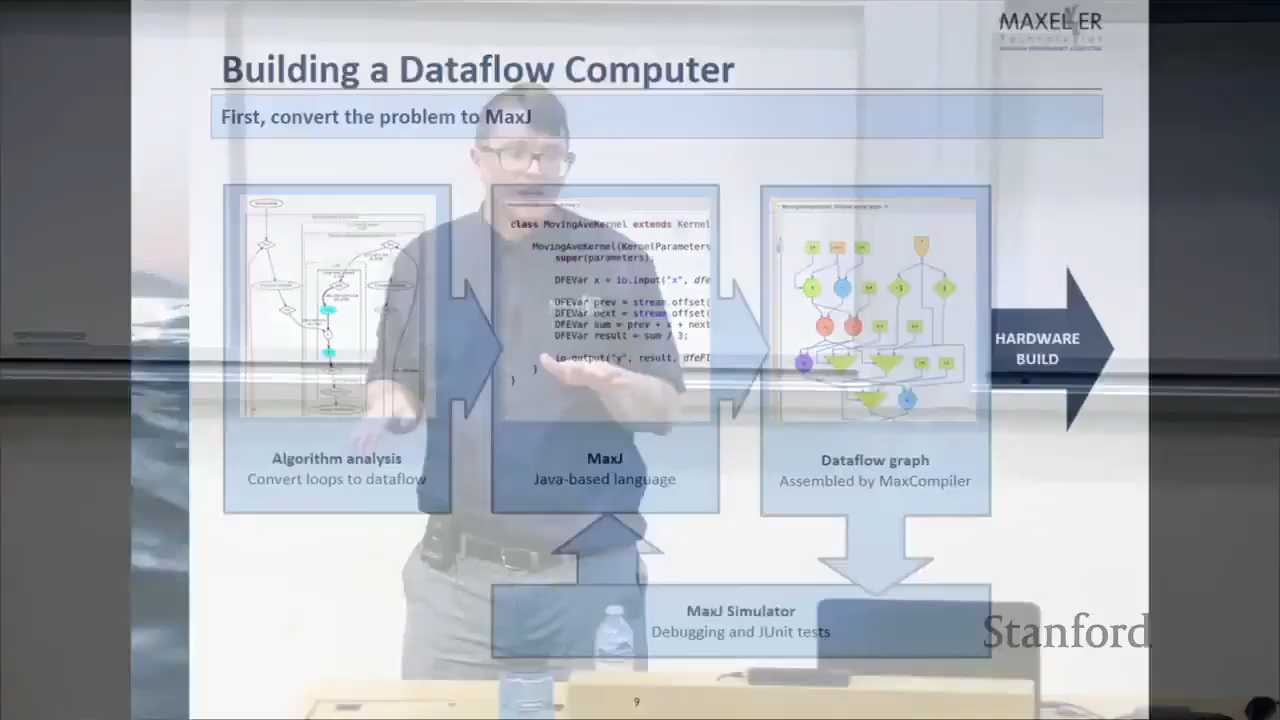 MAXELER
Technologies
Building a Dataflow Computer
First, convert the problem to MaxJ
class MovingAveKernel extends Kernel
MovingAveKernel(KernelParameters
super(parameters);
DFEVar x = io.input("x", dfe
DFEVar prev = stream.offset(
DFEVar next = stream.offset(
DFEVar sum = prev + x + next
DFEVar result = sum / 3;
io.output("y", result, dfeFl
}
}
HARDWARE
BUILD
Algorithm analysis
Convert loops to dataflow
MaxJ
Java-based language
Dataflow graph
Assembled by MaxCompiler
MaxJ Simulator
Debugging and JUnit tests
Stanford
9